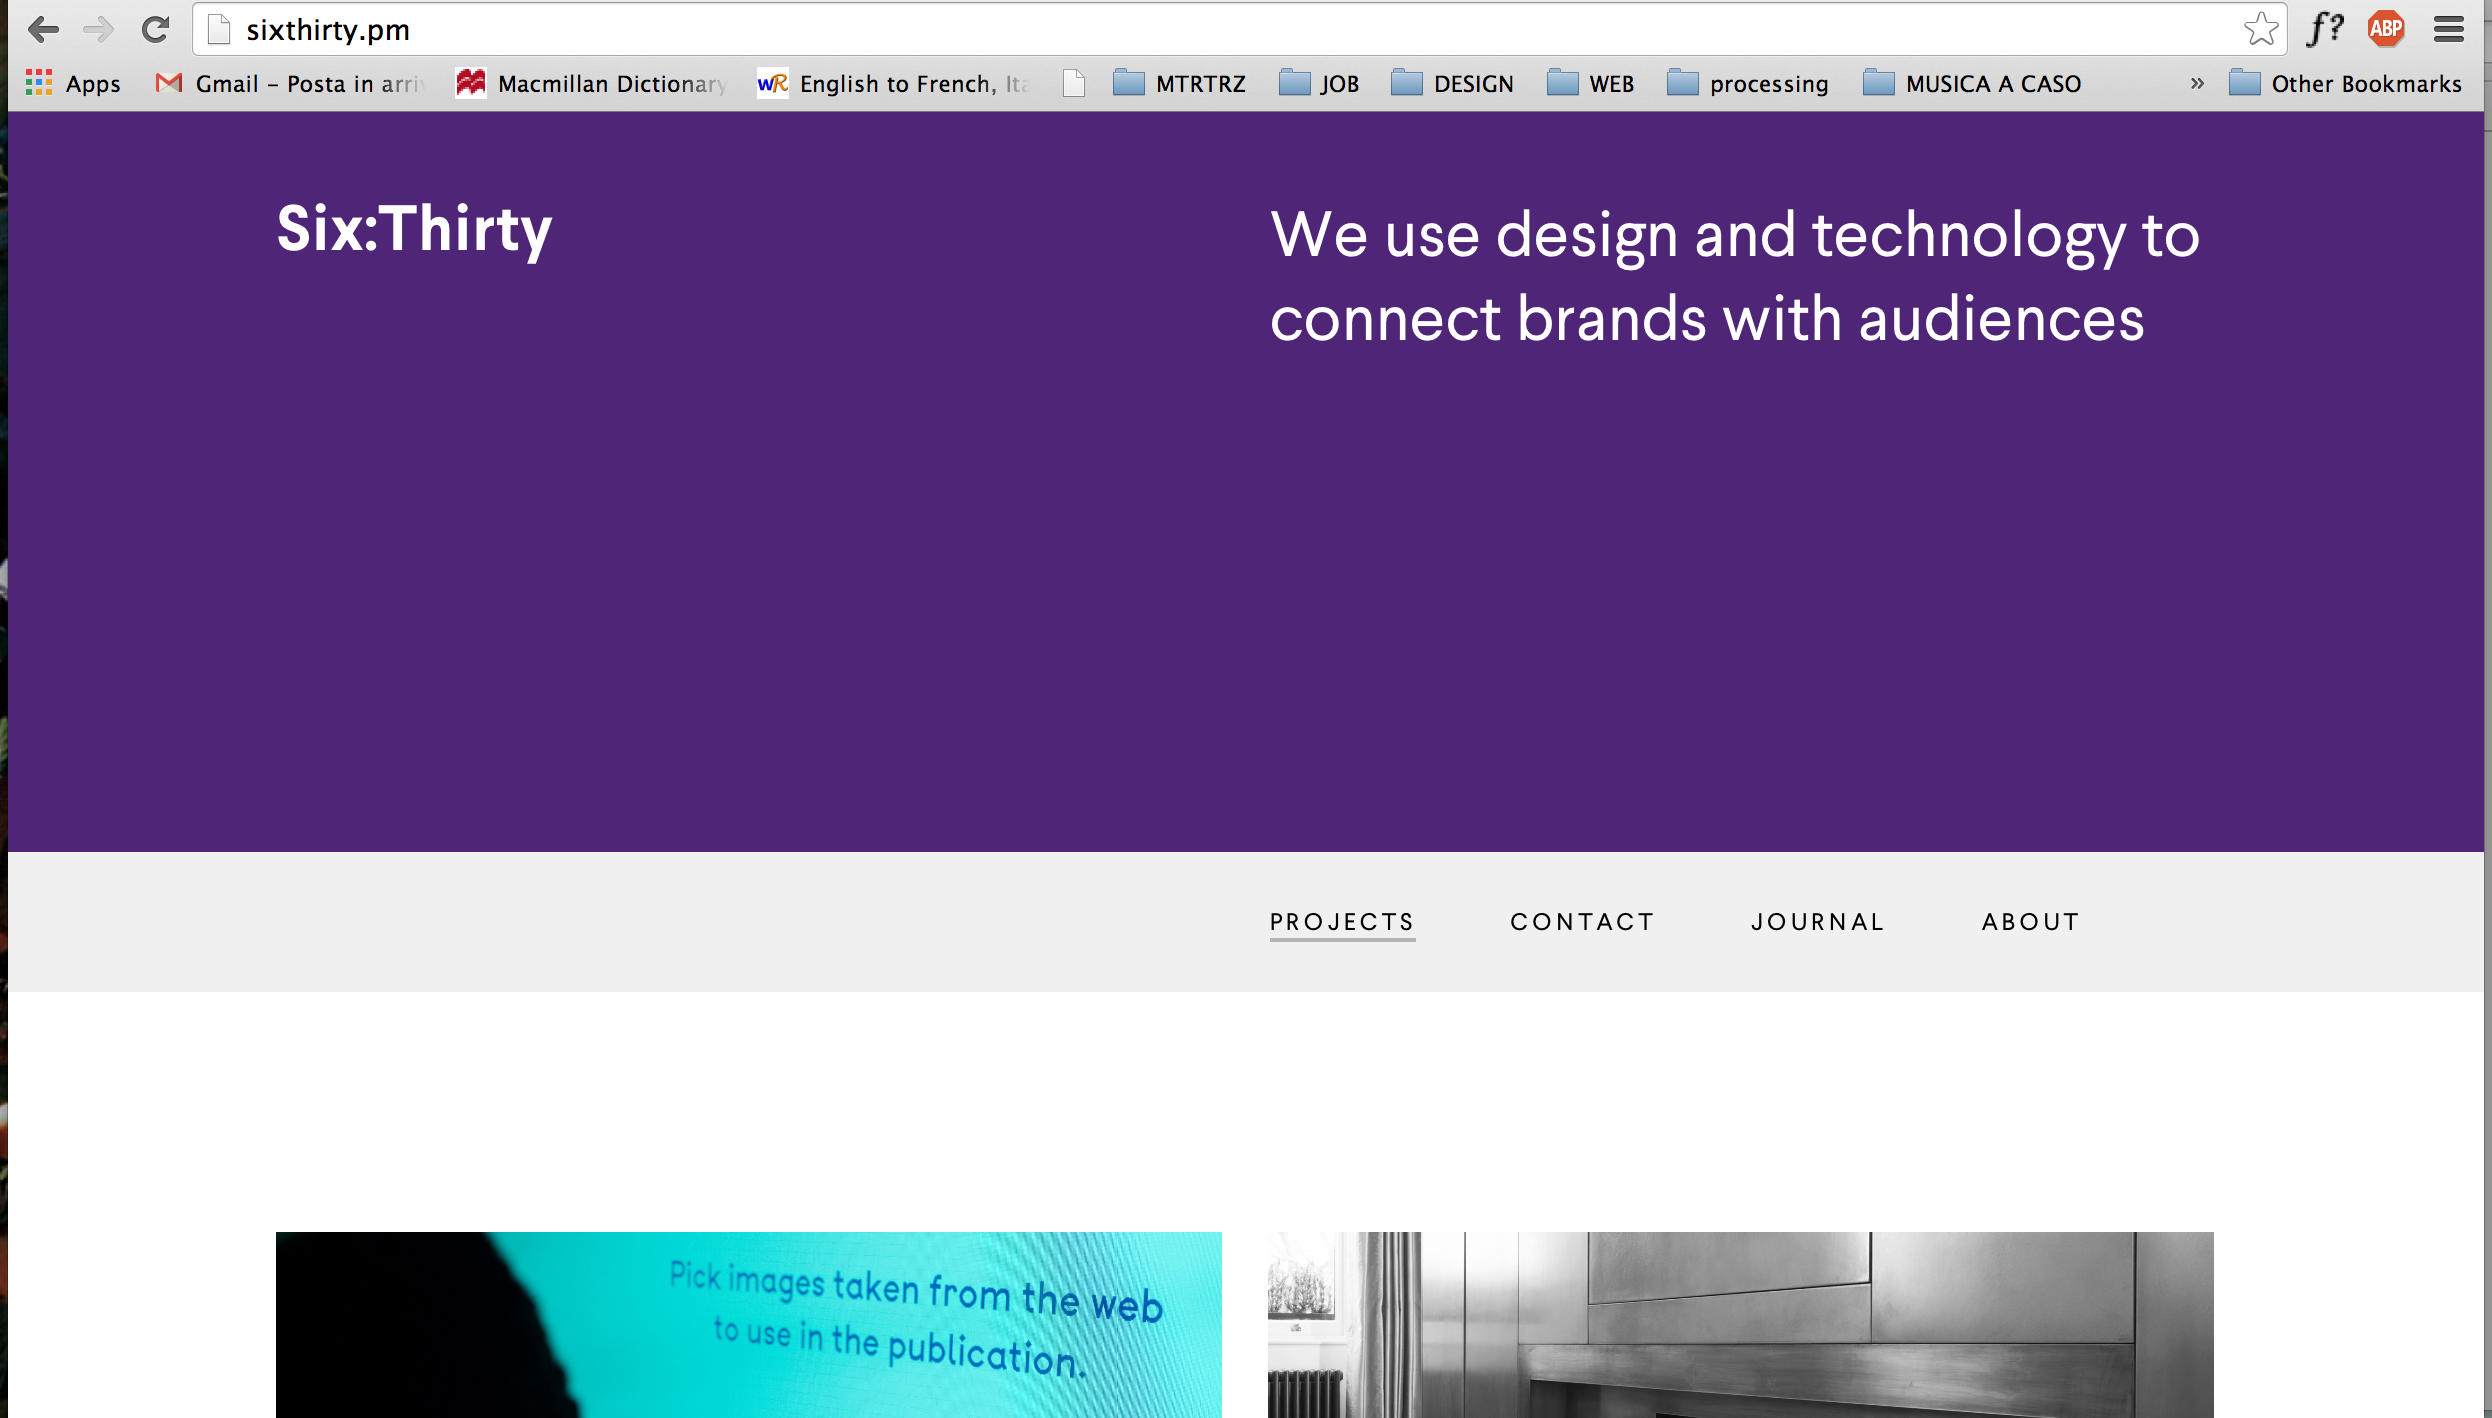 sixthirty.pm
f?
ABP
Apps
Gmail – Posta in arri
Macmillan Dictionary
WR
English to French, Ita
MTRTRZ
JOB
DESIGN
WEB
processing
MUSICA A CASO
»
Other Bookmarks
Six:Thirty
We use design and technology to
connect brands with audiences
PROJECTS
CONTACT
JOURNAL
ABOUT
Pick images taken from the web
to use in the publication.